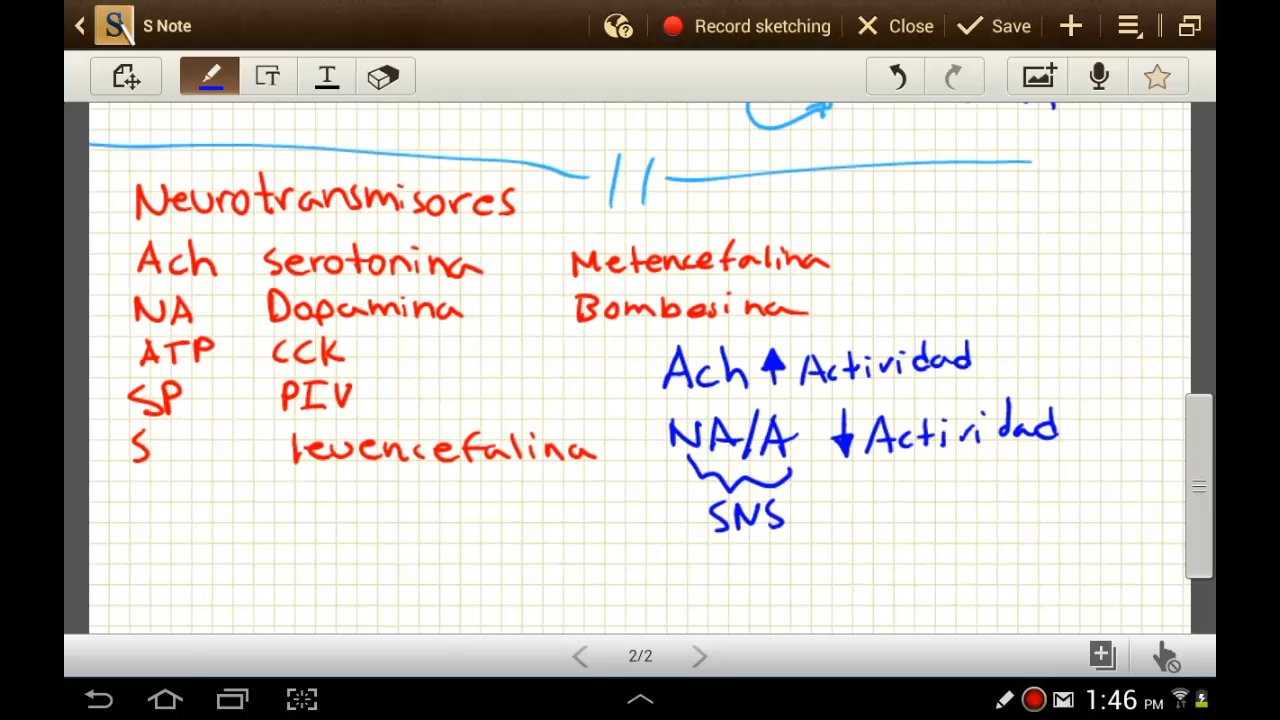 S Note
Record sketching
Close
Save
Neurotransmisores
Ach serotonina Metencefalina
NA Dopamina Bombesina
ATP CCK
Ach ↑ Actividad
SP PIV
NA/A ↓ Actividad
S leuencefalina
SNS
2/2
1:46 PM